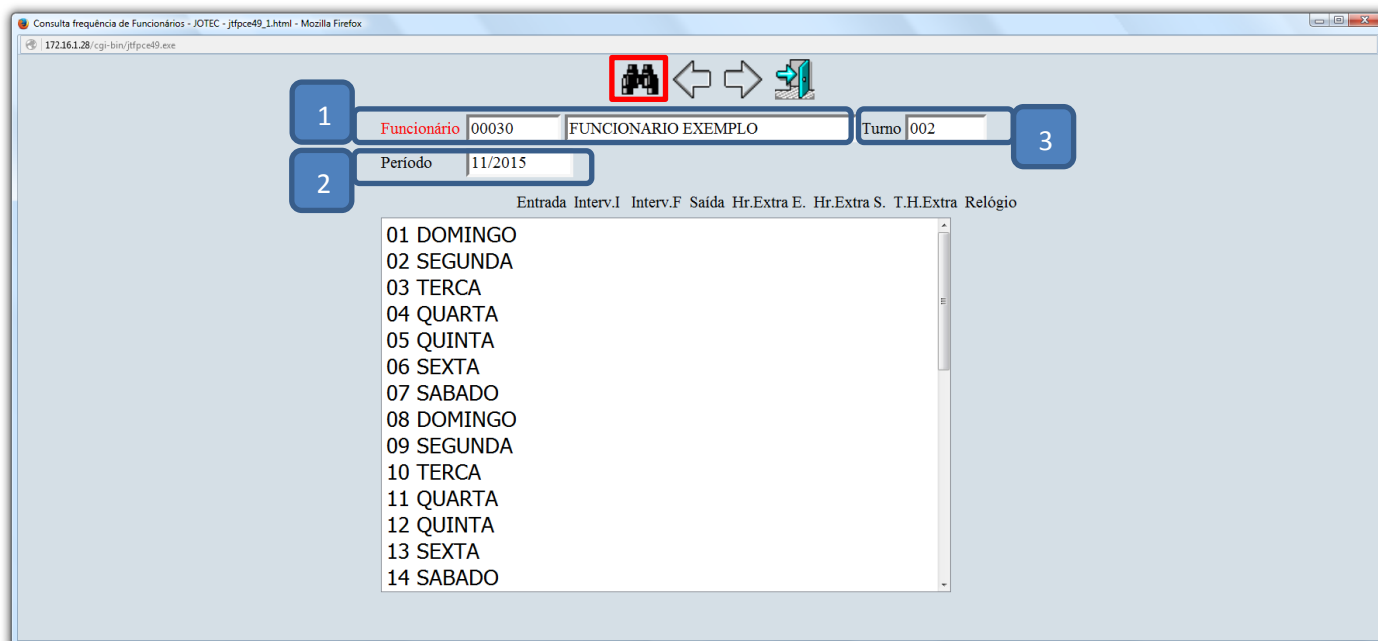 Consulta frequência de Funcionários - JOTEC - jtfpce49_1.html - Mozilla Firefox
172.16.1.28/cgi-bin/jtfpce49.exe
1 Funcionário 00030 FUNCIONARIO EXEMPLO Turno 002 3
2 Período 11/2015
Entrada Interv.I Interv.F Saída Hr.Extra E. Hr.Extra S. T.H.Extra Relógio
01 DOMINGO
02 SEGUNDA
03 TERCA
04 QUARTA
05 QUINTA
06 SEXTA
07 SABADO
08 DOMINGO
09 SEGUNDA
10 TERCA
11 QUARTA
12 QUINTA
13 SEXTA
14 SABADO